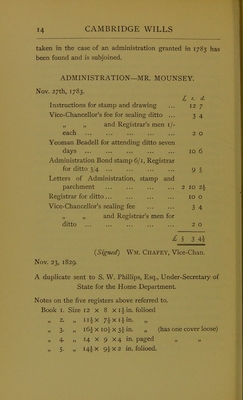 14 CAMBRIDGE WILLS
taken in the case of an administration granted in 1783 has
been found and is subjoined.
ADMINISTRATION—MR. MOUNSEY.
Nov. 27th, 1783.
£ s. d.
Instructions for stamp and drawing ... 12 7
Vice-Chancellor's fee for sealing ditto ... 3 4
„ „ and Registrar's men 1/-
each ... ... ... ... ... 2 0
Yeoman Beadell for attending ditto seven
days ... ... ... ... ... 10 6
Administration Bond stamp 6/1, Registrar
for ditto 3/4 ... ... ... ... 9 5
Letters of Administration, stamp and
parchment ... ... ... ... 2 10 2½
Registrar for ditto ... ... ... ... 10 0
Vice-Chancellor's sealing fee ... ... 3 4
„ „ and Registrar's men for
ditto ... ... ... ... ... 2 0
£ 5 3 4½
(Signed) WM. CHAFEY, Vice-Chan.
Nov. 23, 1829.
A duplicate sent to S. W. Phillips, Esq., Under-Secretary of
State for the Home Department.
Notes on the five registers above referred to.
Book 1. Size 12 × 8 × 1½ in. folioed
„ 2. „ 11½ × 7½ × 1½ in. „
„ 3. „ 16½ × 10½ × 3½ in. „ (has one cover loose)
„ 4. „ 14 × 9 × 4 in. paged „ „
„ 5. „ 14½ × 9½ × 2 in. folioed.